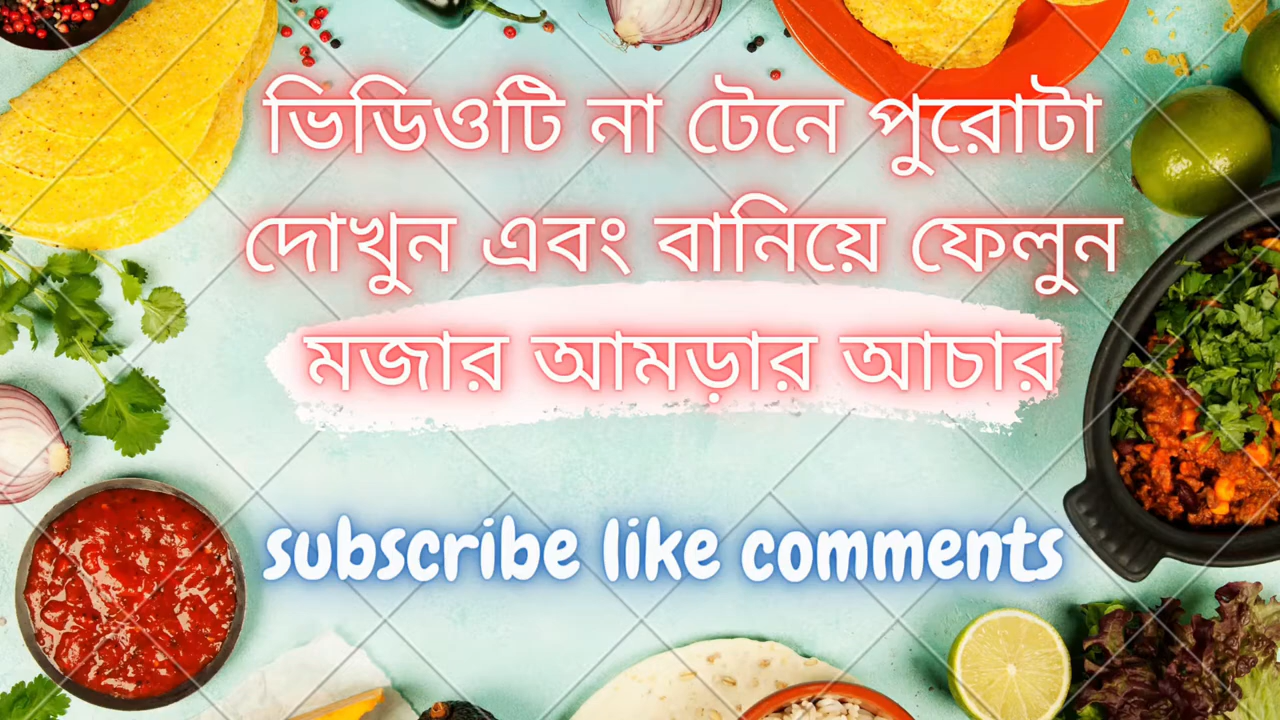 ভিডিওটি না টেনে পুরোটা
দোখুন এবং বানিয়ে ফেলুন
মজার আমড়ার আচার
subscribe like comments